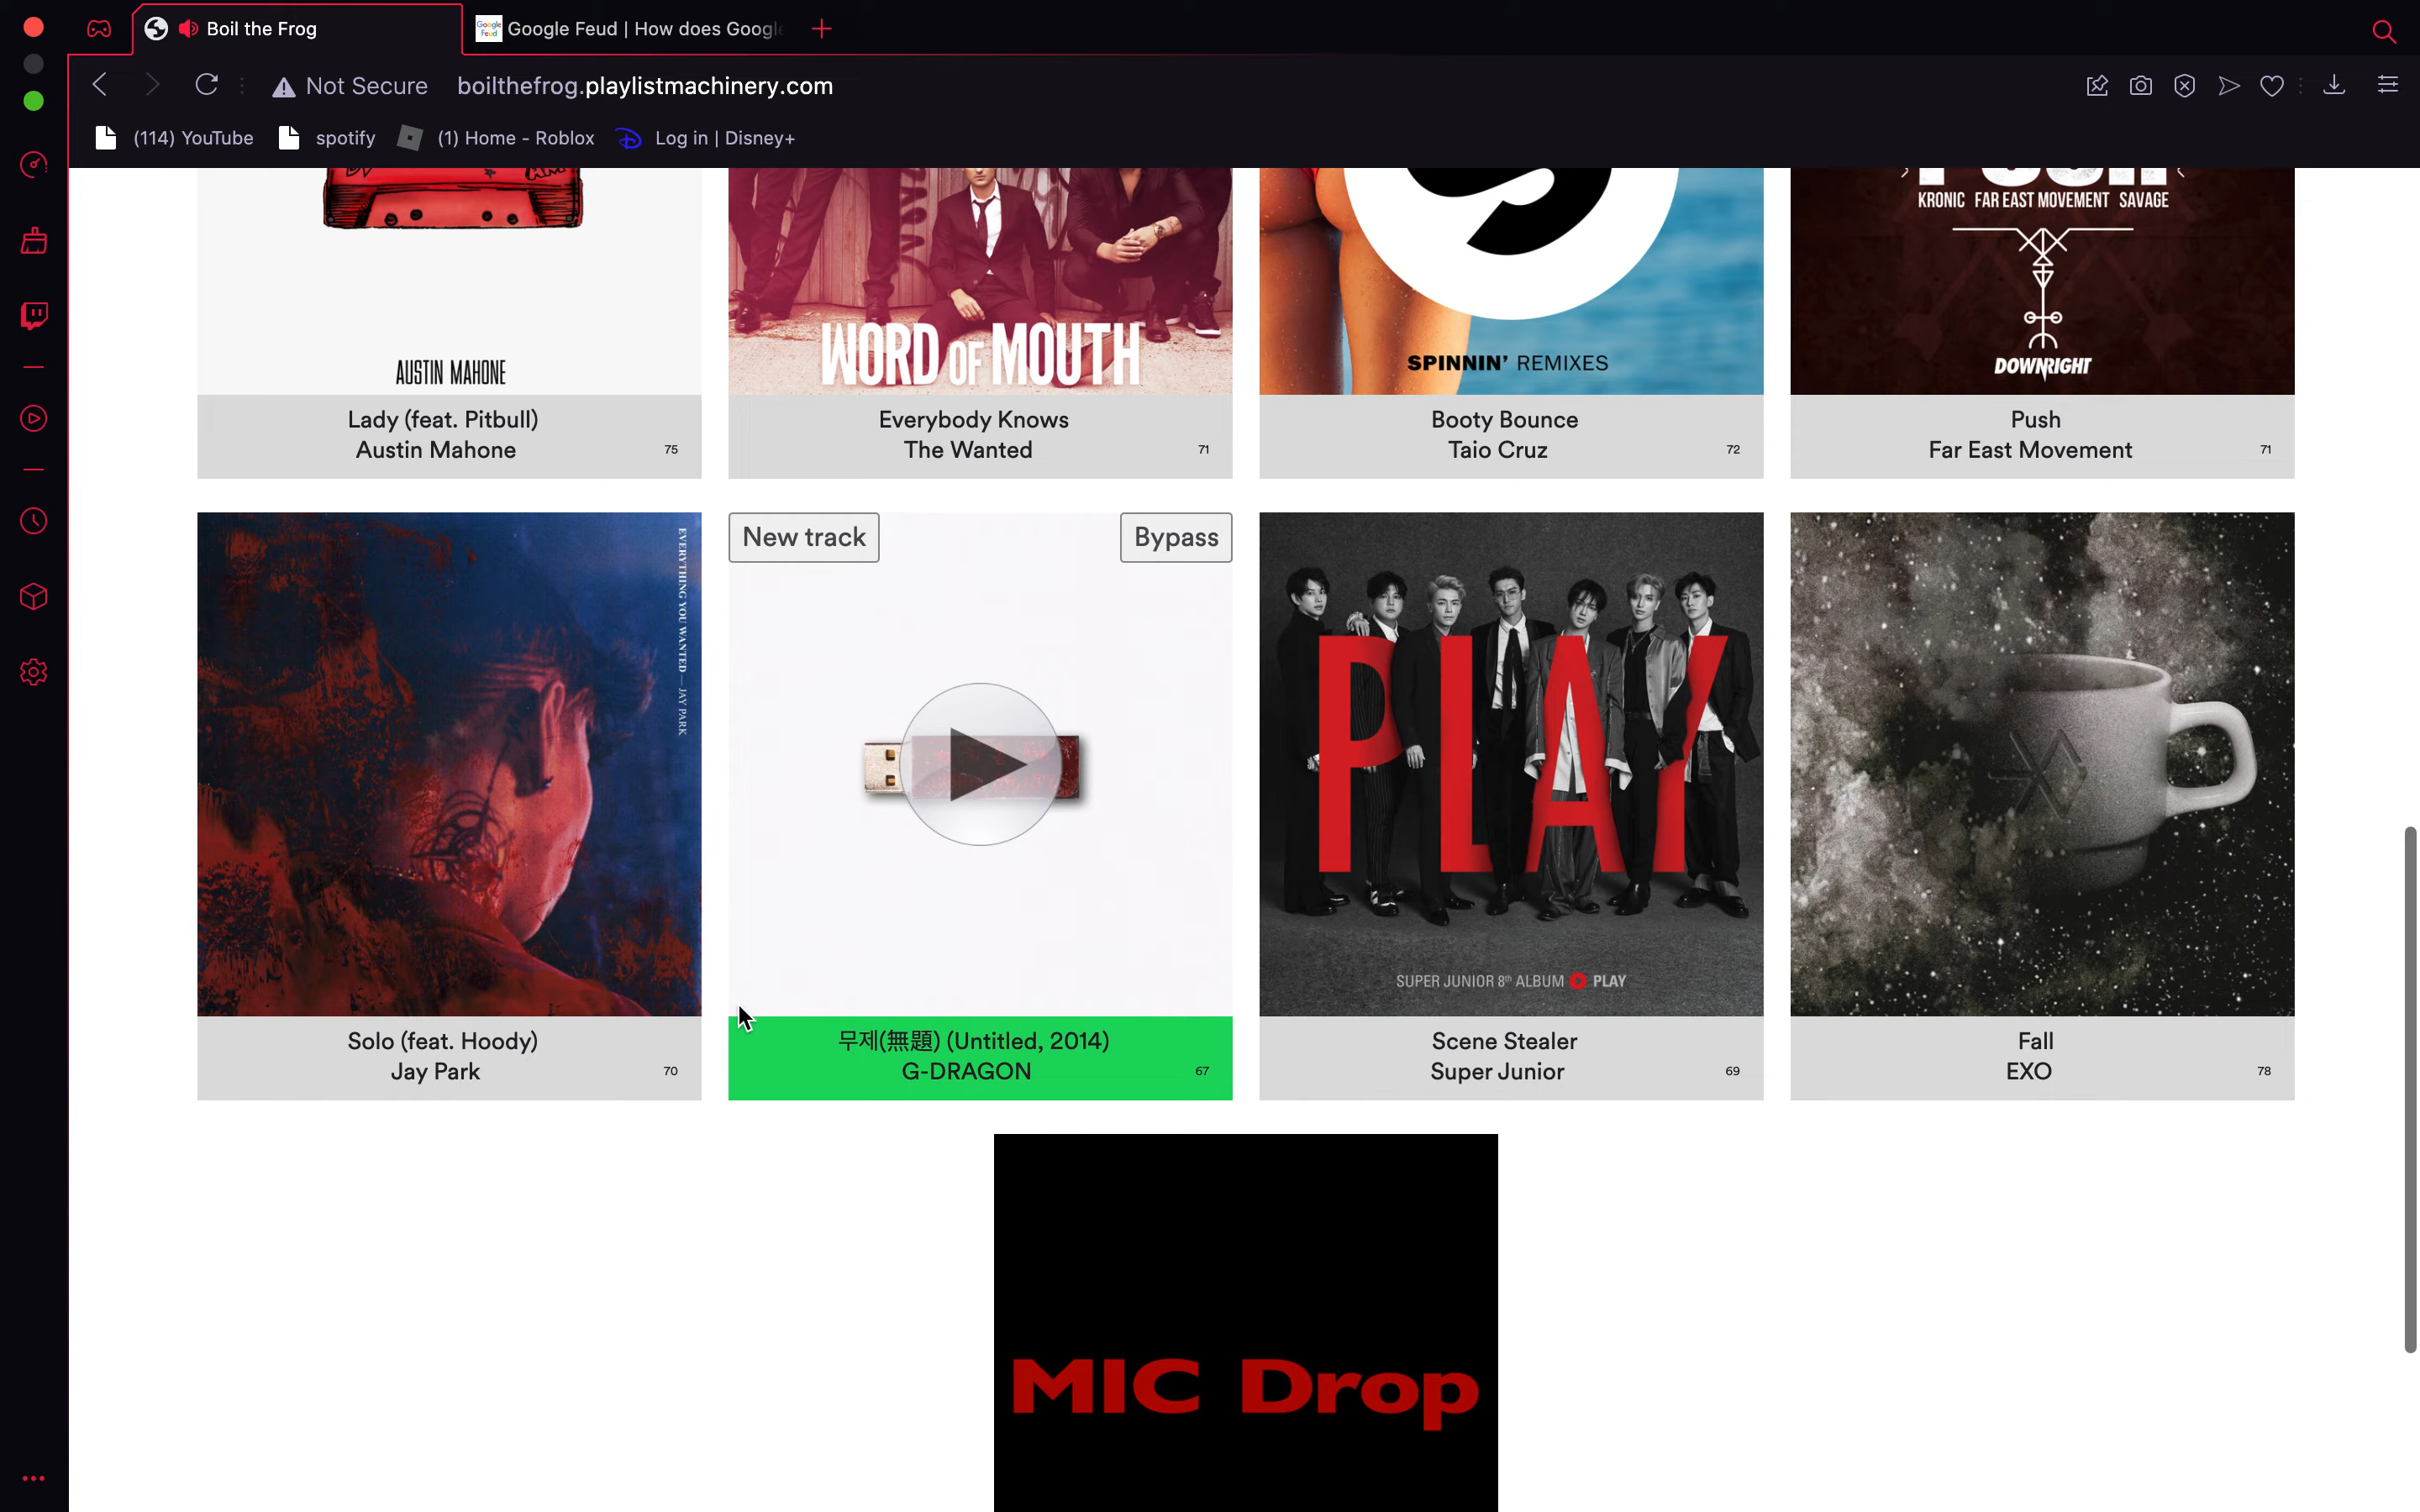 Boil the Frog
Google Feud | How does Googl
Not Secure boilthefrog.playlistmachinery.com
(114) YouTube
spotify
(1) Home - Roblox
Log in | Disney+
AUSTIN MAHONE
WORD OF MOUTH
SPINNIN' REMIXES
KRONIC FAR EAST MOVEMENT SAVAGE
DOWNRIGHT
Lady (feat. Pitbull)
Austin Mahone
75
Everybody Knows
The Wanted
71
Booty Bounce
Taio Cruz
72
Push
Far East Movement
71
EVERYTHING YOU WANTED — JAY PARK
New track
Bypass
PLAY
SUPER JUNIOR 8th ALBUM PLAY
Solo (feat. Hoody)
Jay Park
70
무제(無題) (Untitled, 2014)
G-DRAGON
67
Scene Stealer
Super Junior
69
Fall
EXO
78
MIC Drop